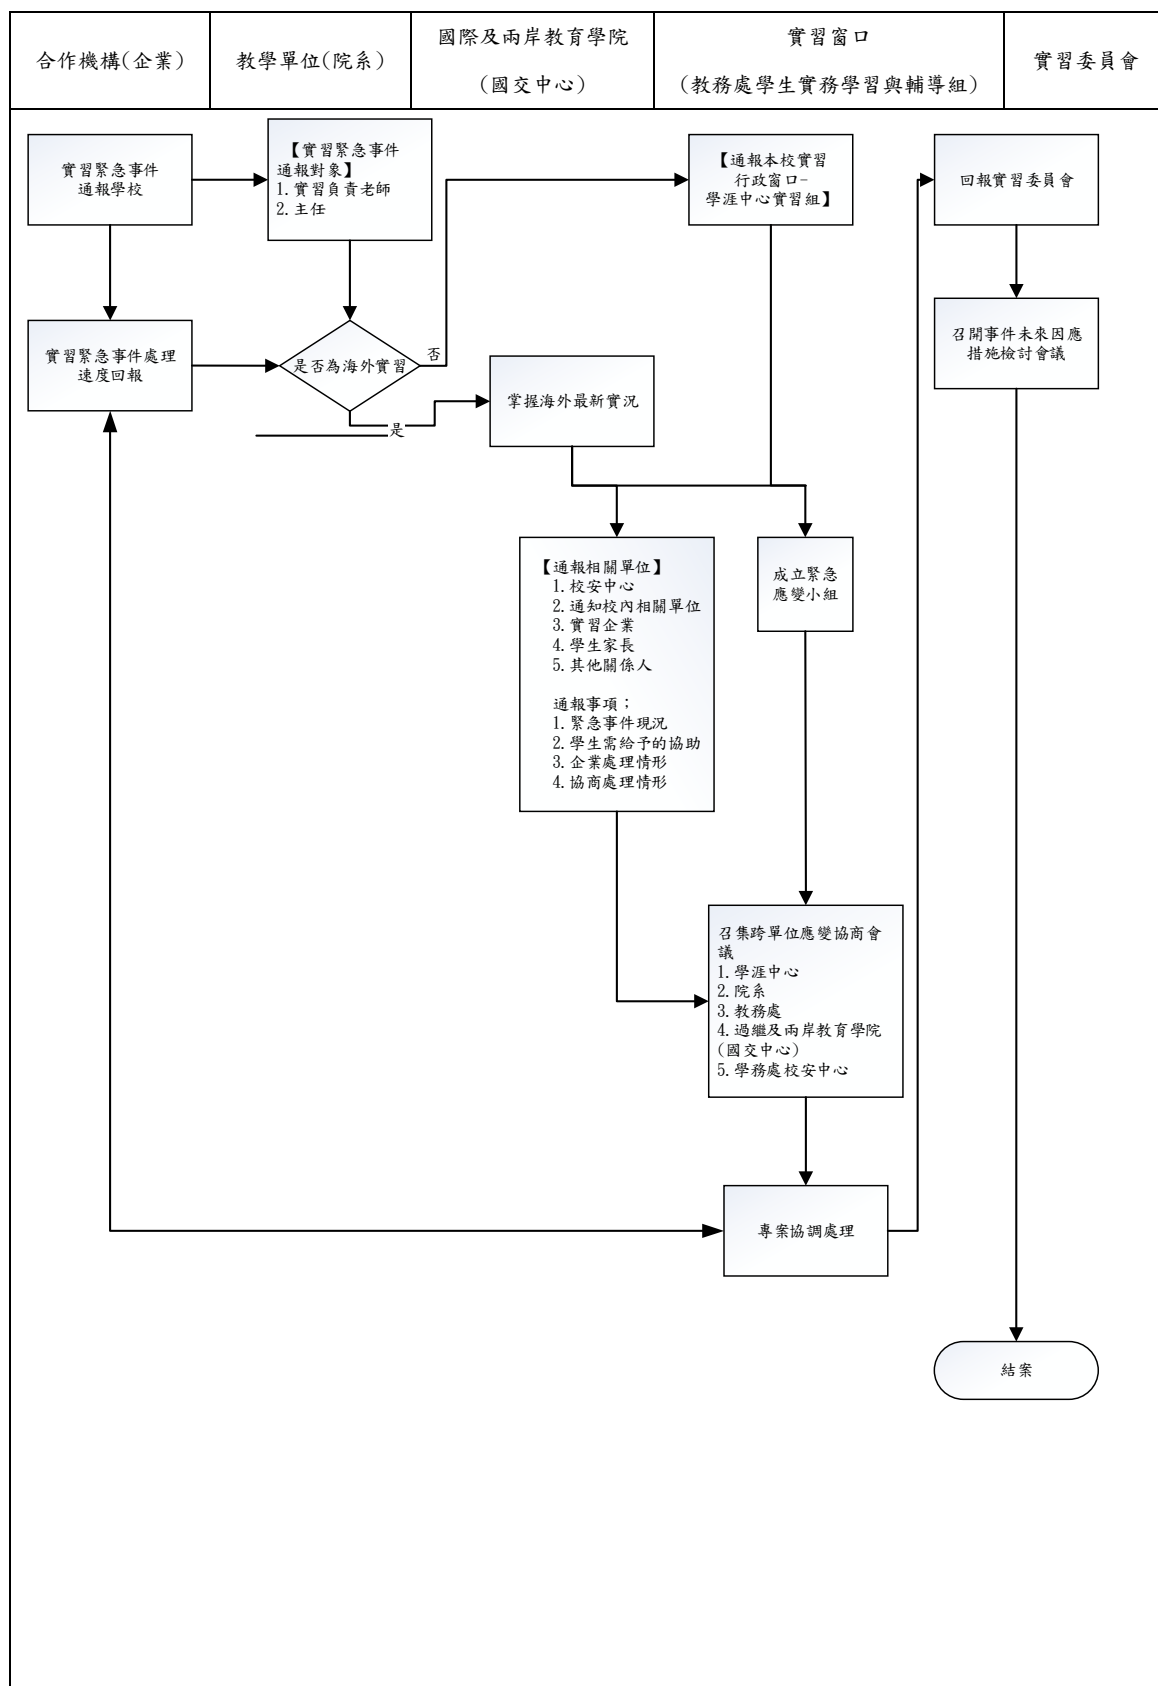 合作機構(企業)
教學單位(院系)
國際及兩岸教育學院
(國交中心)
實習窗口
(教務處學生實務學習與輔導組)
實習委員會
實習緊急事件
通報學校
【實習緊急事件
通報對象】
1.實習負責老師
2.主任
【通報本校實習
行政窗口-
學涯中心實習組】
回報實習委員會
實習緊急事件處理
速度回報
是否為海外實習
否
是
掌握海外最新實況
召開事件未來因應
措施檢討會議
【通報相關單位】
1.校安中心
2.通知校內相關單位
3.實習企業
4.學生家長
5.其他關係人
通報事項；
1.緊急事件現況
2.學生需給予的協助
3.企業處理情形
4.協商處理情形
成立緊急
應變小組
召集跨單位應變協商會
議
1.學涯中心
2.院系
3.教務處
4.過繼及兩岸教育學院
(國交中心)
5.學務處校安中心
專案協調處理
結案